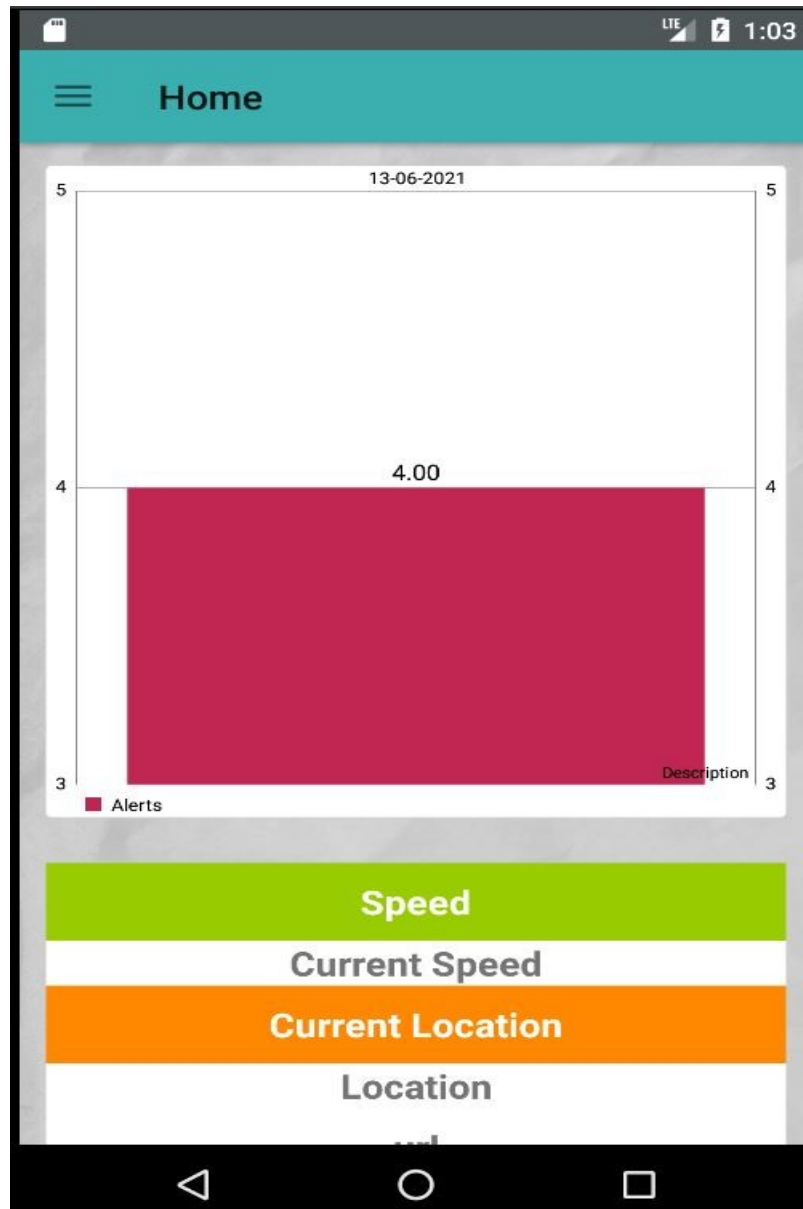 LTE 1:03
Home
13-06-2021
5 5
4.00
4 4
Description
3 3
Alerts
Speed
Current Speed
Current Location
Location
url